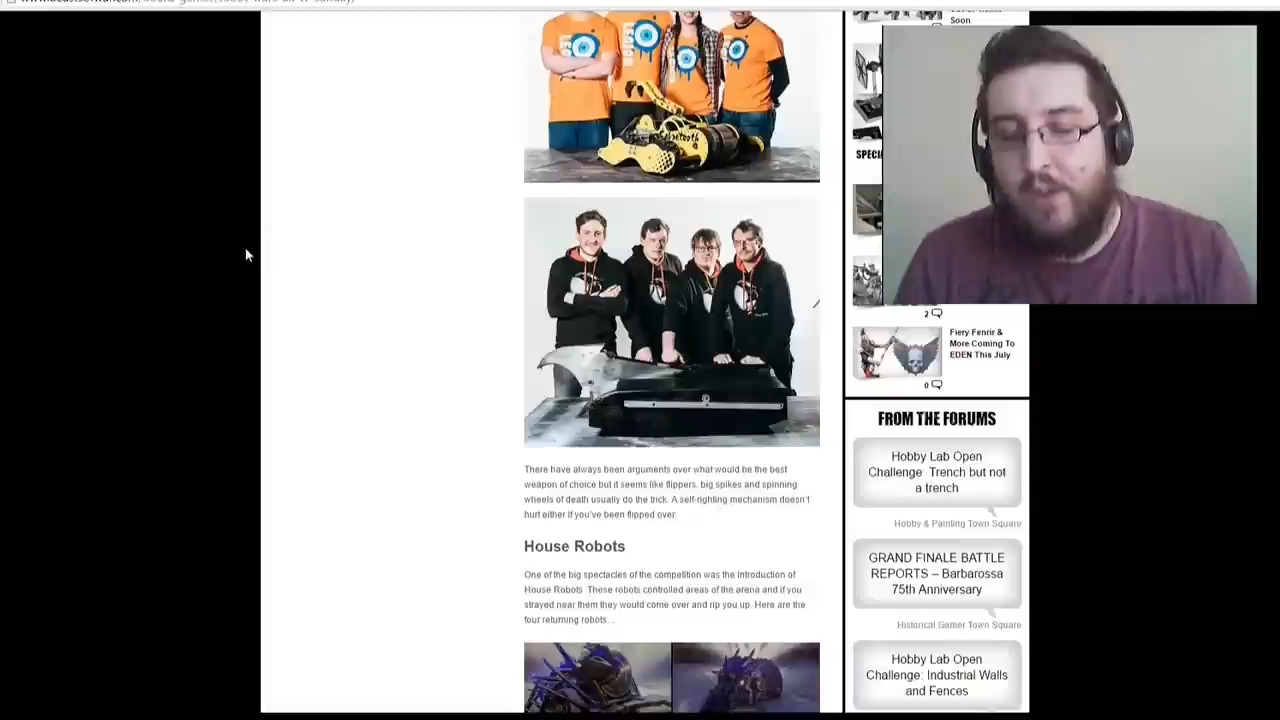 Soon
SPECIA
2
Fiery Fenrir &
More Coming To
EDEN This July
0
There have always been arguments over what would be the best
weapon of choice but it seems like flippers, big spikes and spinning
wheels of death usually do the trick. A self-righting mechanism doesn't
hurt either if you've been flipped over.
House Robots
One of the big spectacles of the competition was the introduction of
House Robots. These robots controlled areas of the arena and if you
strayed near them they would come over and rip you up. Here are the
four returning robots...
FROM THE FORUMS
Hobby Lab Open
Challenge: Trench but not
a trench
Hobby & Painting Town Square
GRAND FINALE BATTLE
REPORTS – Barbarossa
75th Anniversary
Historical Gamer Town Square
Hobby Lab Open
Challenge: Industrial Walls
and Fences